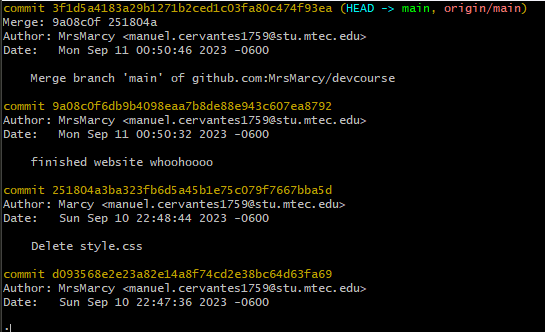 commit 3f1d5a4183a29b1271b2ced1c03fa80c474f93ea (HEAD -> main, origin/main)
Merge: 9a08c0f 251804a
Author: MrsMarcy <manuel.cervantes1759@stu.mtec.edu>
Date:   Mon Sep 11 00:50:46 2023 -0600
    Merge branch 'main' of github.com:MrsMarcy/devcourse
commit 9a08c0f6db9b4098eaa7b8de88e943c607ea8792
Author: MrsMarcy <manuel.cervantes1759@stu.mtec.edu>
Date:   Mon Sep 11 00:50:32 2023 -0600
    finished website whoohoooo
commit 251804a3ba323fb6d5a45b1e75c079f7667bba5d
Author: Marcy <manuel.cervantes1759@stu.mtec.edu>
Date:   Sun Sep 10 22:48:44 2023 -0600
    Delete style.css
commit d093568e2e23a82e14a8f74cd2e38bc64d63fa69
Author: MrsMarcy <manuel.cervantes1759@stu.mtec.edu>
Date:   Sun Sep 10 22:47:36 2023 -0600
: